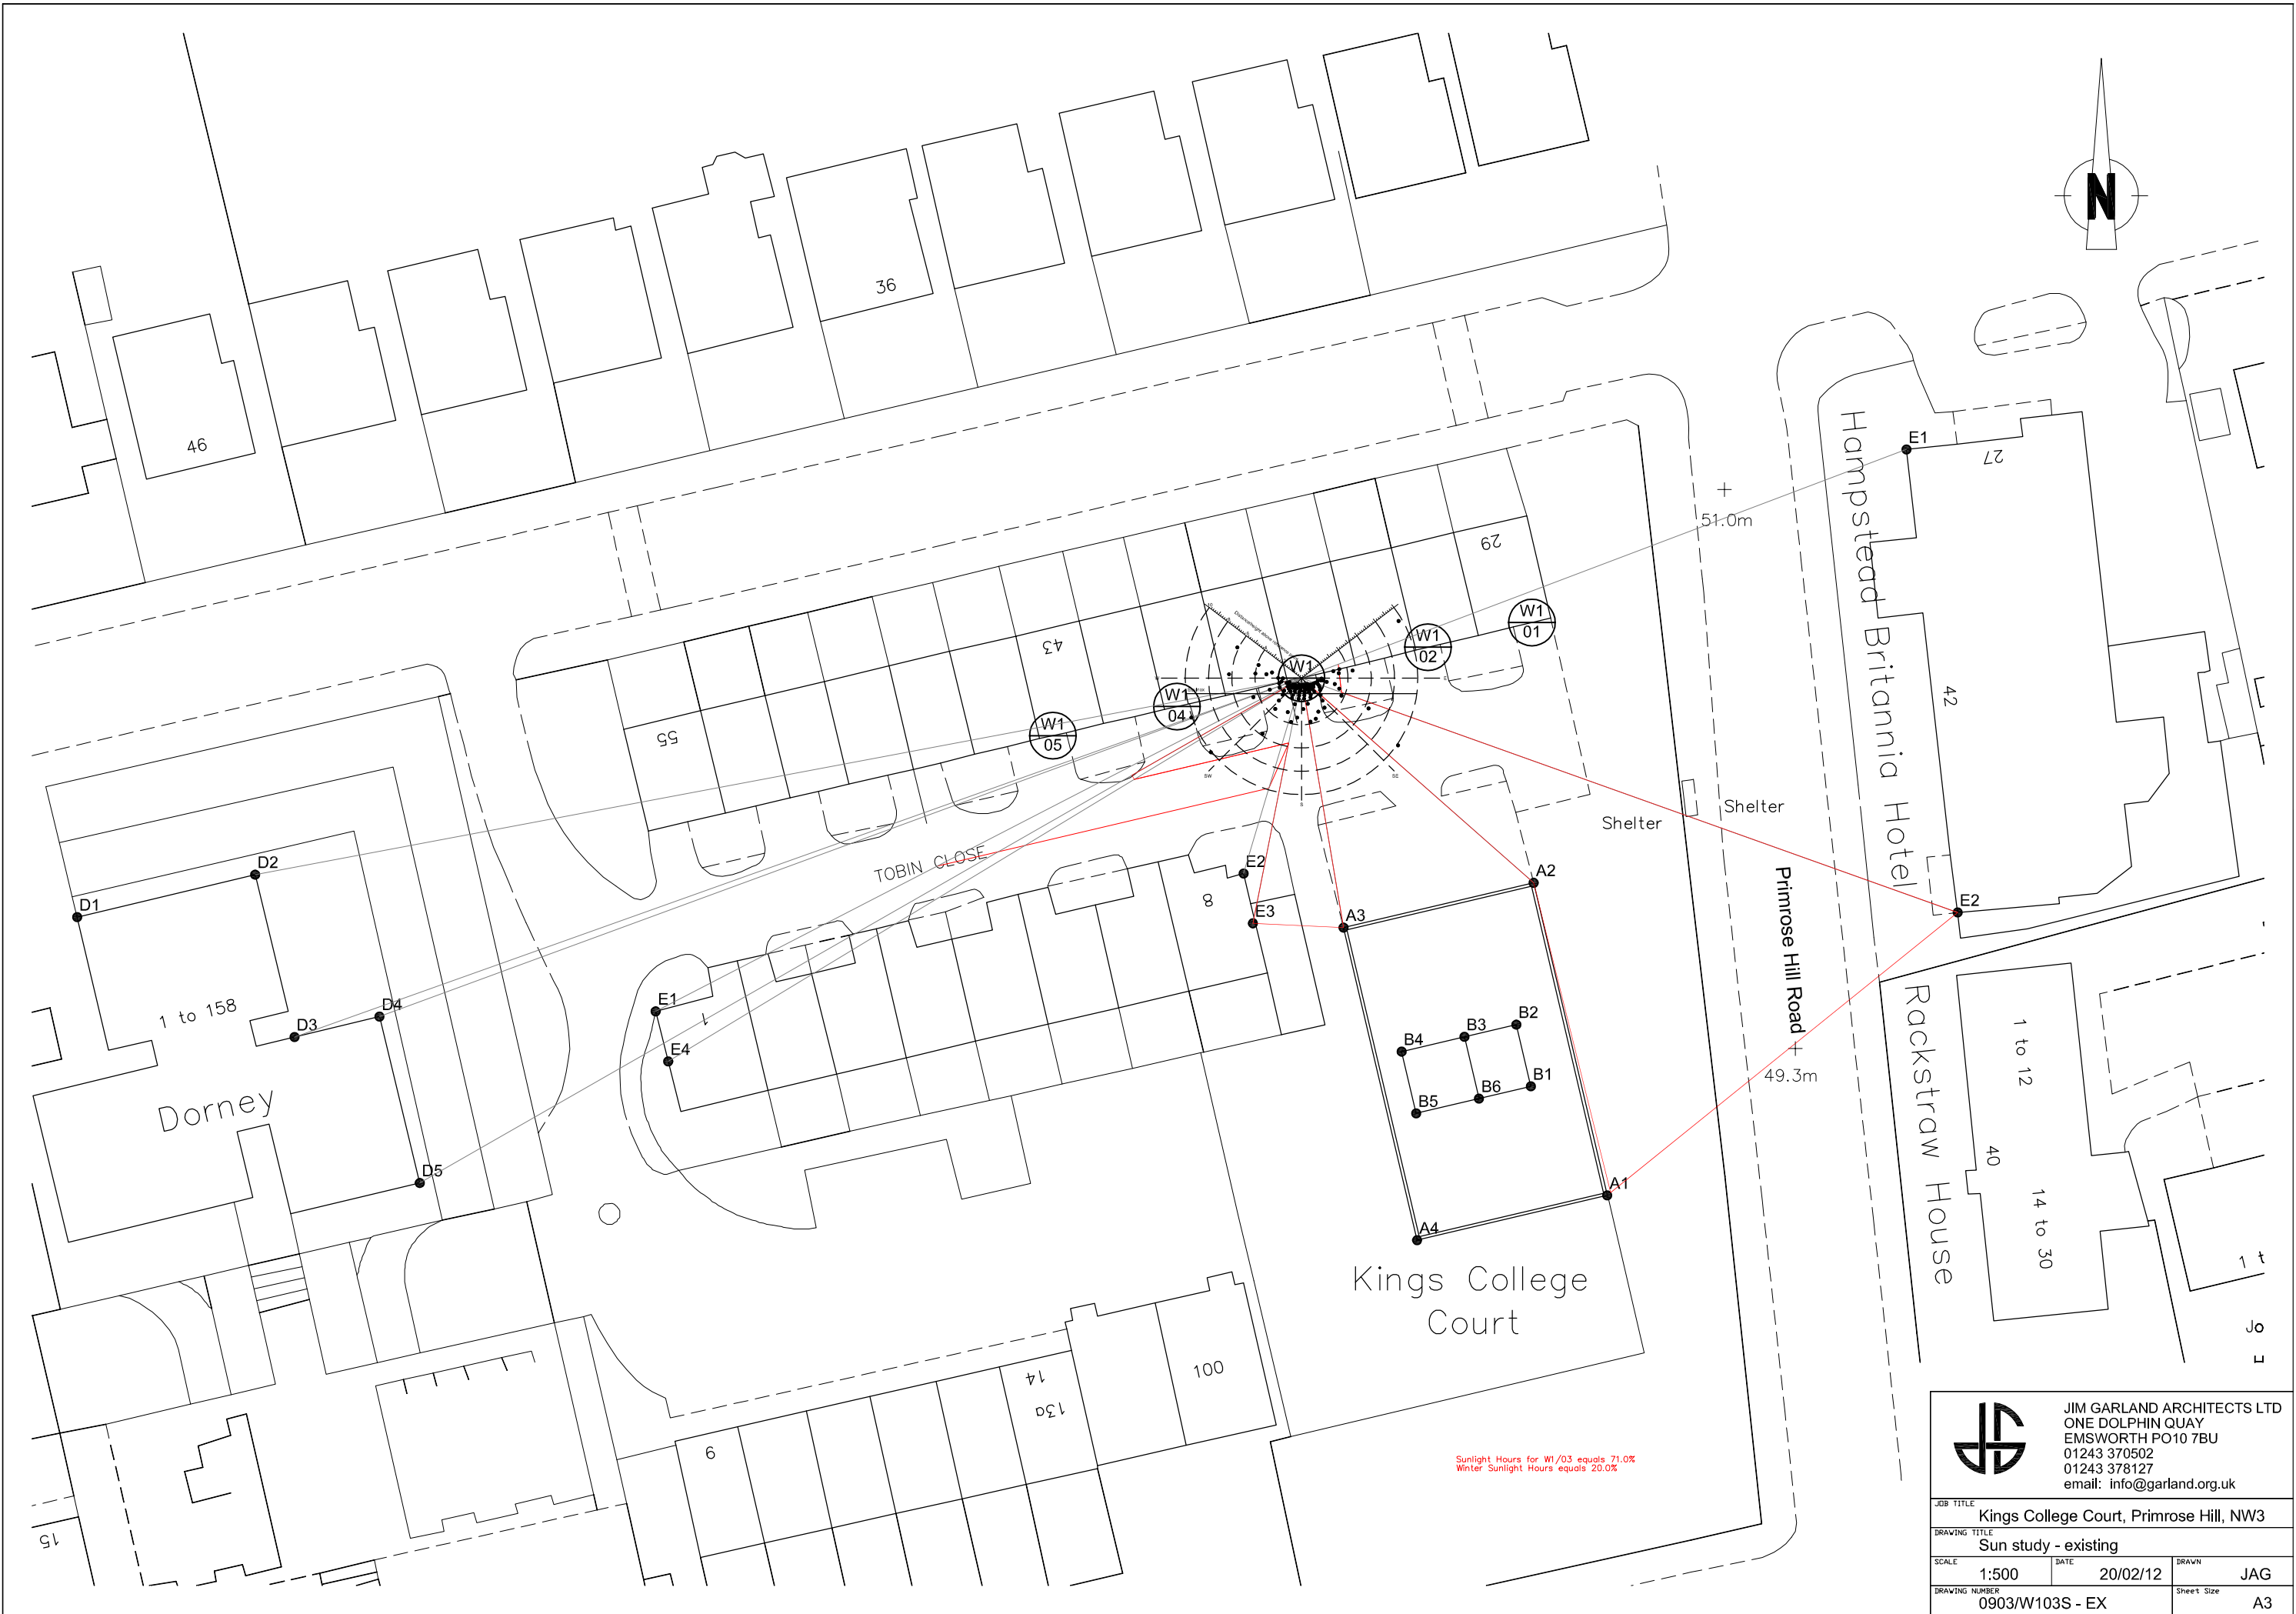 N
36
46
E1
27
51.0m
Hampstead Britannia Hotel
29
W1
01
W1
02
W1
43
W1
04
W1
05
55
42
SW
SE
S
Shelter
Shelter
TOBIN CLOSE
D2
D1
E2
A2
8
E3
A3
E2
Primrose Hill Road
1 to 158
D4
D3
E1
1
E4
B2
B3
B4
B1
B6
B5
49.3m
Rackstraw House
1 to 12
40
14 to 30
Dorney
D5
A1
A4
Kings College
Court
1 t
Jo
14
13a
100
9
15
Sunlight Hours for W1/03 equals 71.0%
Winter Sunlight Hours equals 20.0%
JIM GARLAND ARCHITECTS LTD
ONE DOLPHIN QUAY
EMSWORTH PO10 7BU
01243 370502
01243 378127
email: info@garland.org.uk
JOB TITLE
Kings College Court, Primrose Hill, NW3
DRAWING TITLE
Sun study - existing
SCALE
1:500
DATE
20/02/12
DRAWN
JAG
DRAWING NUMBER
0903/W103S - EX
Sheet Size
A3